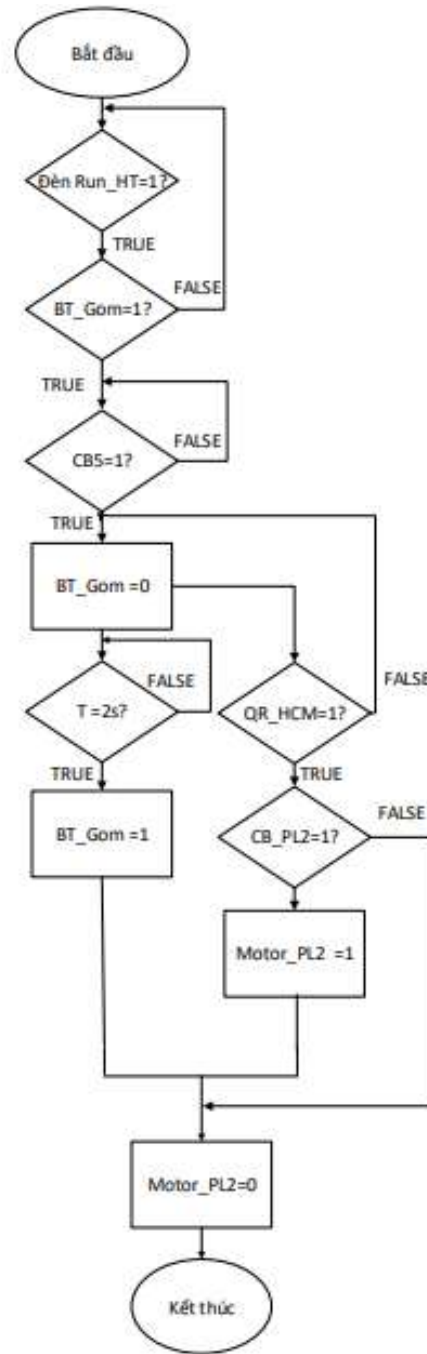 Bắt đầu
Đèn Run_HT=1?
TRUE
FALSE
BT_Gom=1?
TRUE
FALSE
CB5=1?
TRUE
BT_Gom =0
FALSE
FALSE
T =2s?
QR_HCM=1?
TRUE
TRUE
FALSE
BT_Gom =1
CB_PL2=1?
Motor_PL2 =1
Motor_PL2=0
Kết thúc